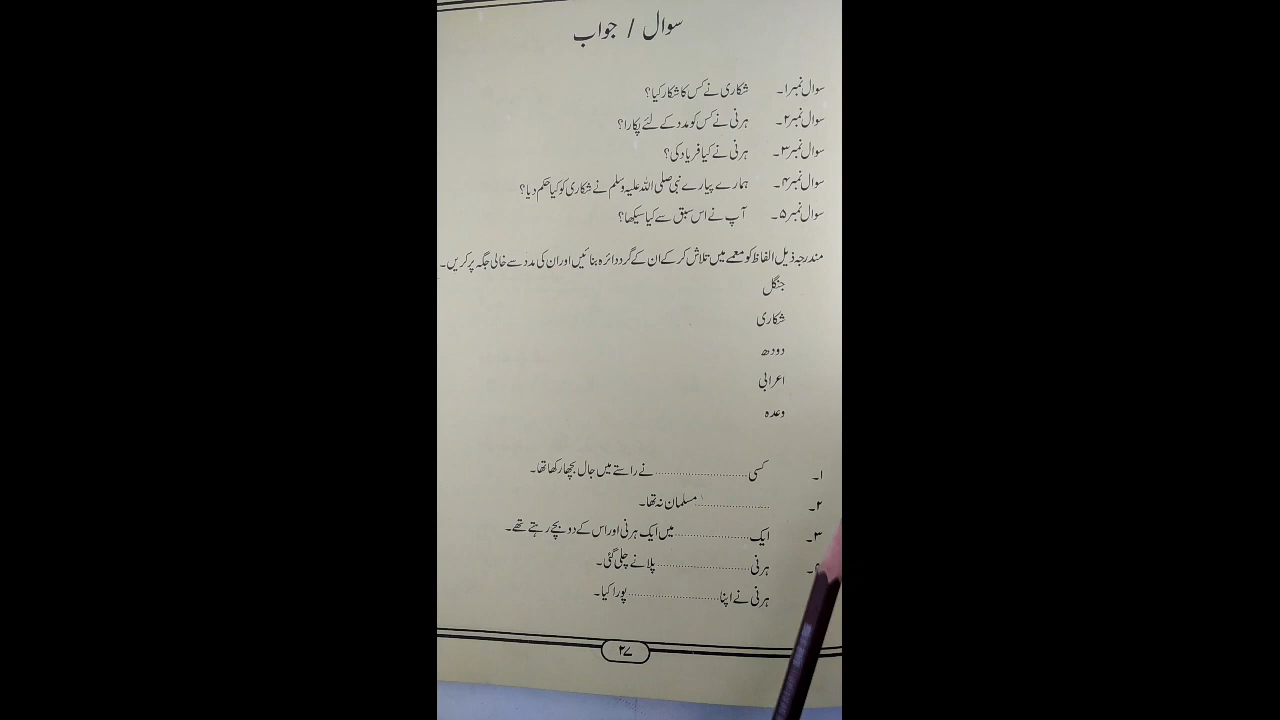 سوال / جواب
سوال نمبر۱۔ شکاری نے کس کا شکار کیا؟
سوال نمبر۲۔ ہرنی نے کس کو مدد کے لئے پکارا؟
سوال نمبر۳۔ ہرنی نے کیا فریاد کی؟
سوال نمبر۴۔ ہمارے پیارے نبی صلی اللہ علیہ وسلم نے شکاری کو کیا حکم دیا؟
سوال نمبر۵۔ آپ نے اس سبق سے کیا سیکھا؟
مندرجہ ذیل الفاظ کو معمے میں تلاش کر کے ان کے گرد دائرہ بنائیں اور ان کی مدد سے خالی جگہ پر کریں۔
جنگل
شکاری
دودھ
اعرابی
وعدہ
۱۔ کسی ........................ نے راستے میں جال بچھا رکھا تھا۔
۲۔ ........................ مسلمان نہ تھا۔
۳۔ ایک ........................ میں ایک ہرنی اور اس کے دو بچے رہتے تھے۔
ہرنی ........................ پلانے چلی گئی۔
ہرنی نے اپنا ........................ پورا کیا۔
۲۷